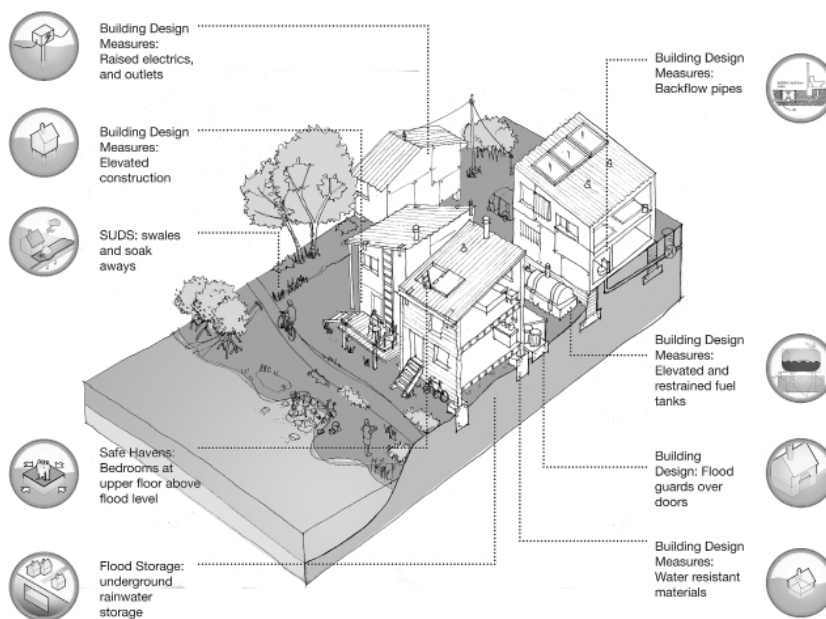 Building Design
Measures:
Raised electrics,
and outlets
Building Design
Measures:
Elevated
construction
SUDS: swales
and soak
aways
Safe Havens:
Bedrooms at
upper floor above
flood level
Flood Storage:
underground
rainwater
storage
Building Design
Measures:
Backflow pipes
Building Design
Measures:
Elevated and
restrained fuel
tanks
Building
Design: Flood
guards over
doors
Building Design
Measures:
Water resistant
materials